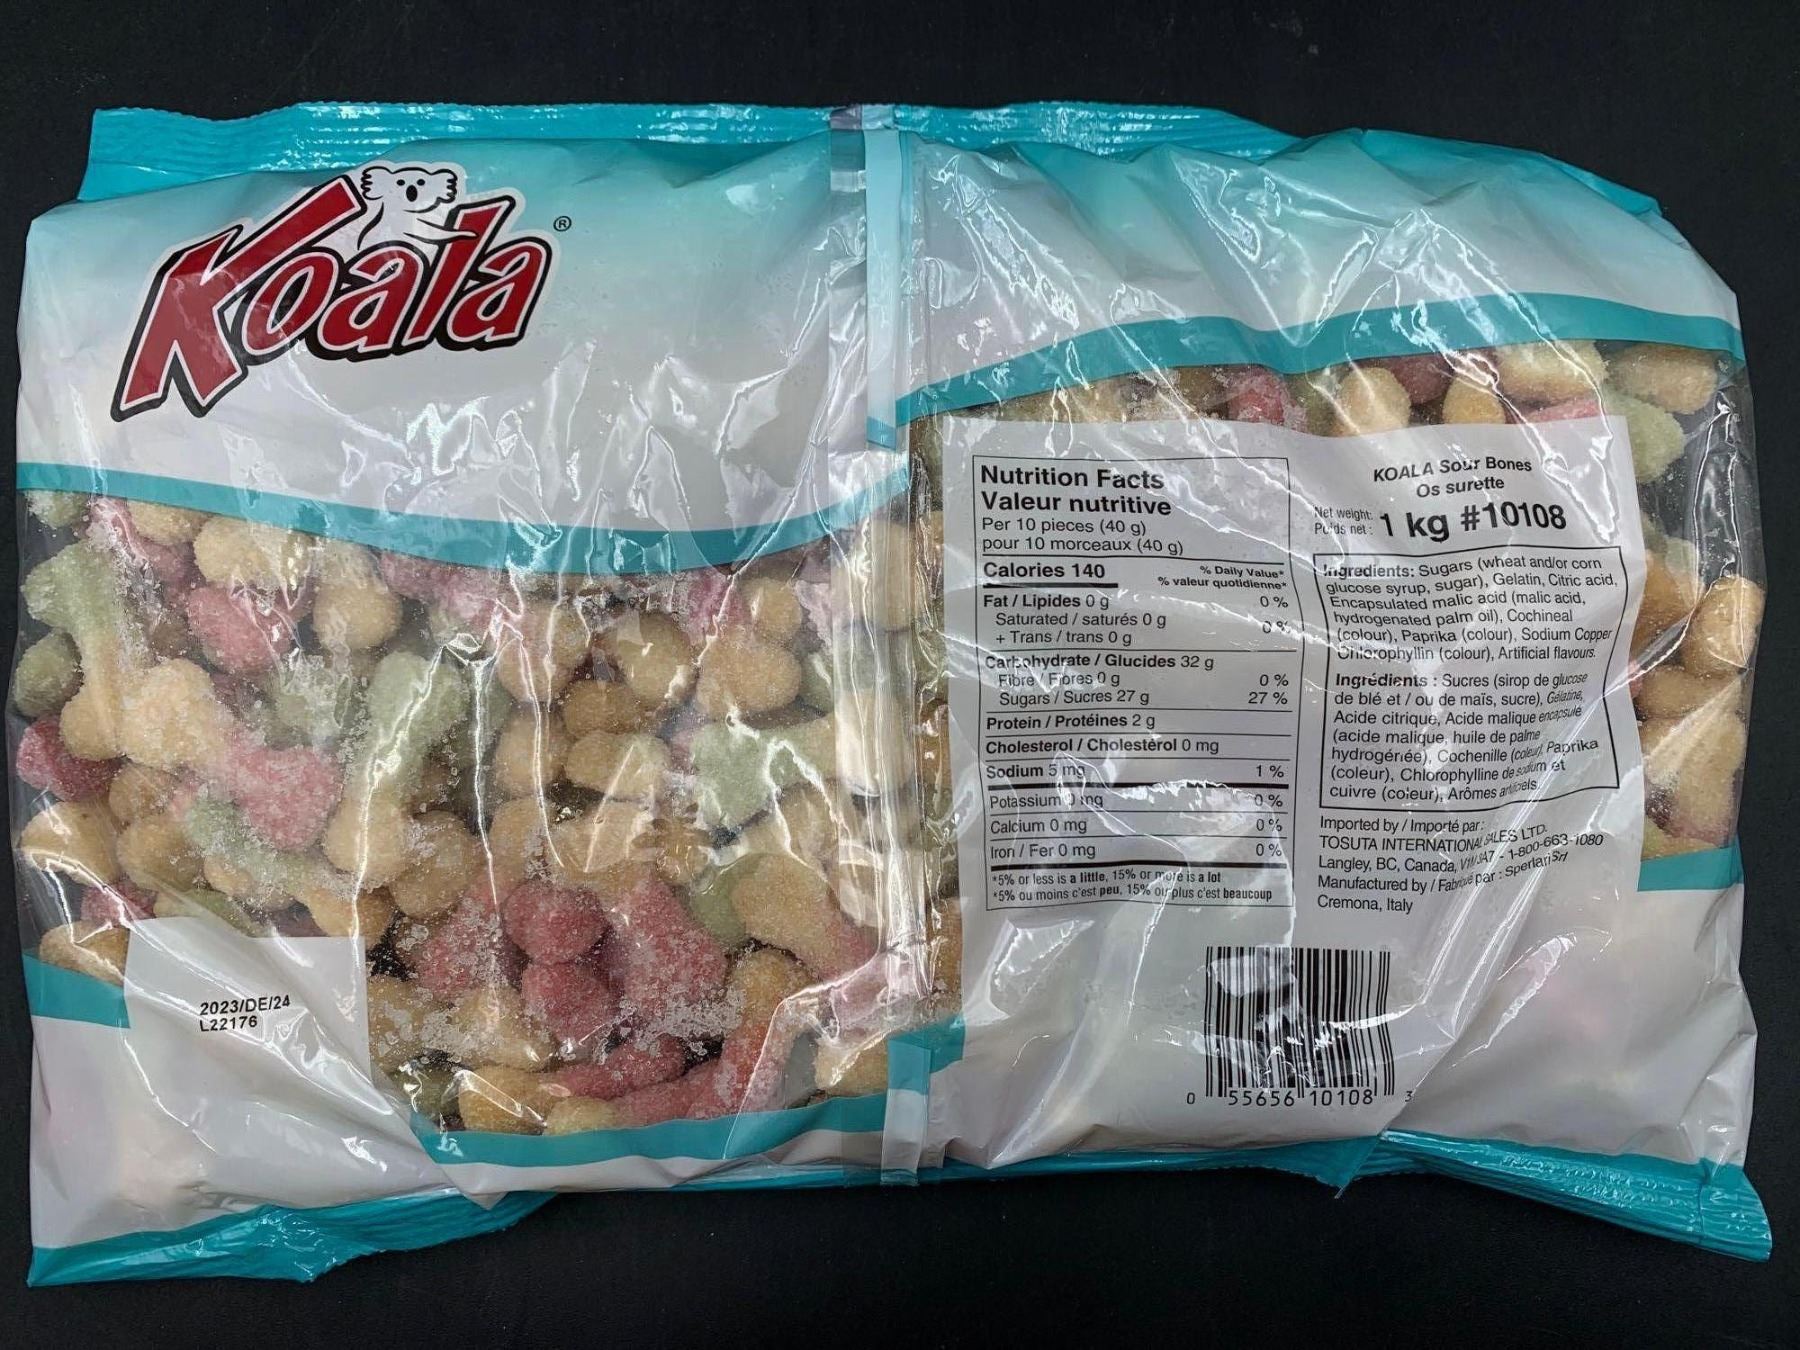 Koala®
2023/DE/24
L22176
Nutrition Facts
Valeur nutritive
Per 10 pieces (40 g)
pour 10 morceaux (40 g)
Calories 140
% Daily Value*
% valeur quotidienne*
Fat / Lipides 0 g 0 %
Saturated / saturés 0 g
+ Trans / trans 0 g
0 %
Carbohydrate / Glucides 32 g
Fibre / Fibres 0 g 0 %
Sugars / Sucres 27 g 27 %
Protein / Protéines 2 g
Cholesterol / Cholestérol 0 mg
Sodium 5 mg 1 %
Potassium 0 mg 0 %
Calcium 0 mg 0 %
Iron / Fer 0 mg 0 %
*5% or less is a little, 15% or more is a lot
*5% ou moins c'est peu, 15% ou plus c'est beaucoup
KOALA Sour Bones
Os surette
Net weight:
Poids net :
1 kg #10108
Ingredients: Sugars (wheat and/or corn
glucose syrup, sugar), Gelatin, Citric acid,
Encapsulated malic acid (malic acid,
hydrogenated palm oil), Cochineal
(colour), Paprika (colour), Sodium Copper
Chlorophyllin (colour), Artificial flavours.
Ingrédients : Sucres (sirop de glucose
de blé et / ou de maïs, sucre), Gélatine,
Acide citrique, Acide malique encapsulé
(acide malique, huile de palme
hydrogénée), Cochenille (coleur), Paprika
(coleur), Chlorophylline de sodium et
cuivre (coleur), Arômes artificiels.
Imported by / Importé par :
TOSUTA INTERNATIONAL SALES LTD.
Langley, BC, Canada, 1-800-663-1080
Manufactured by / Fabriqué par : Sperlari Srl
Cremona, Italy
0 55656 10108 3